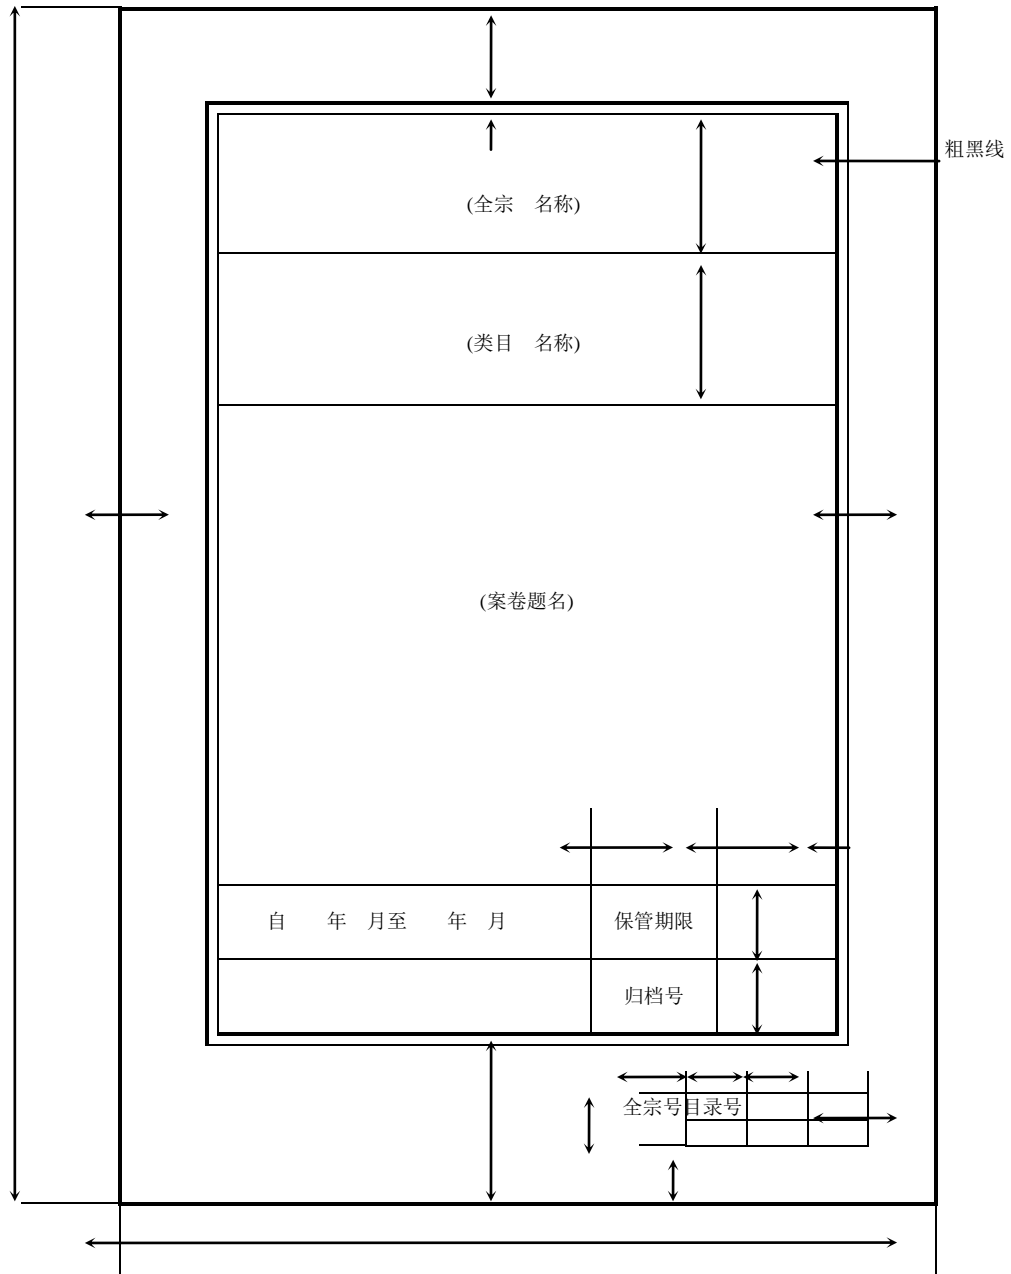 粗黑线
(全宗　名称)
(类目　名称)
(案卷题名)
自　　年　月至　　年　月　保管期限
归档号
全宗号目录号